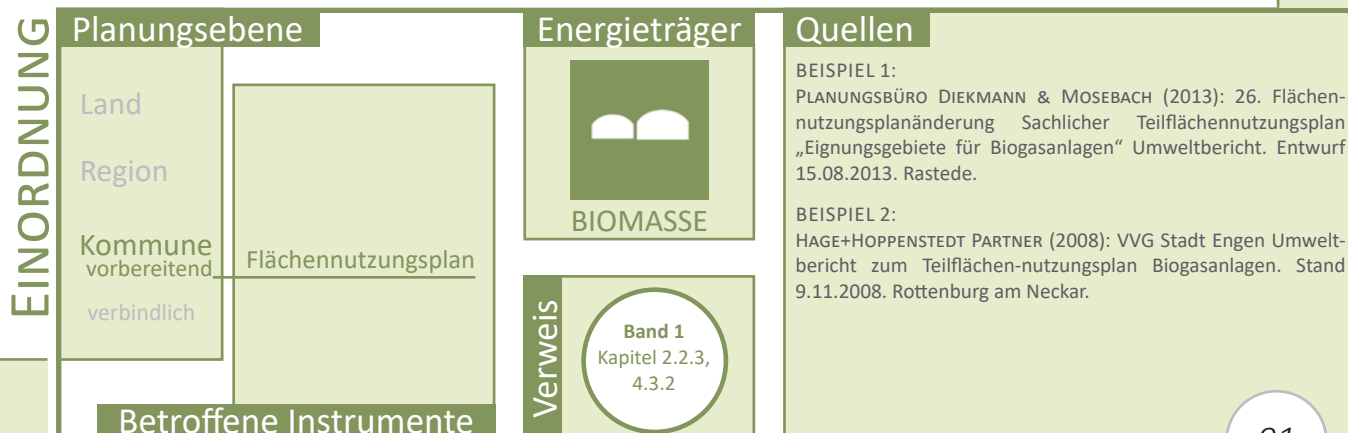 EINORDNUNG
Planungsebene
Land
Region
Kommune
vorbereitend
verbindlich
Flächennutzungsplan
Betroffene Instrumente
Energieträger
BIOMASSE
Verweis
Band 1
Kapitel 2.2.3,
4.3.2
Quellen
BEISPIEL 1:
PLANUNGSBÜRO DIEKMANN & MOSEBACH (2013): 26. Flächen-
nutzungsplanänderung Sachlicher Teilflächennutzungsplan
„Eignungsgebiete für Biogasanlagen“ Umweltbericht. Entwurf
15.08.2013. Rastede.
BEISPIEL 2:
HAGE+HOPPENSTEDT PARTNER (2008): VVG Stadt Engen Umwelt-
bericht zum Teilflächen-nutzungsplan Biogasanlagen. Stand
9.11.2008. Rottenburg am Neckar.